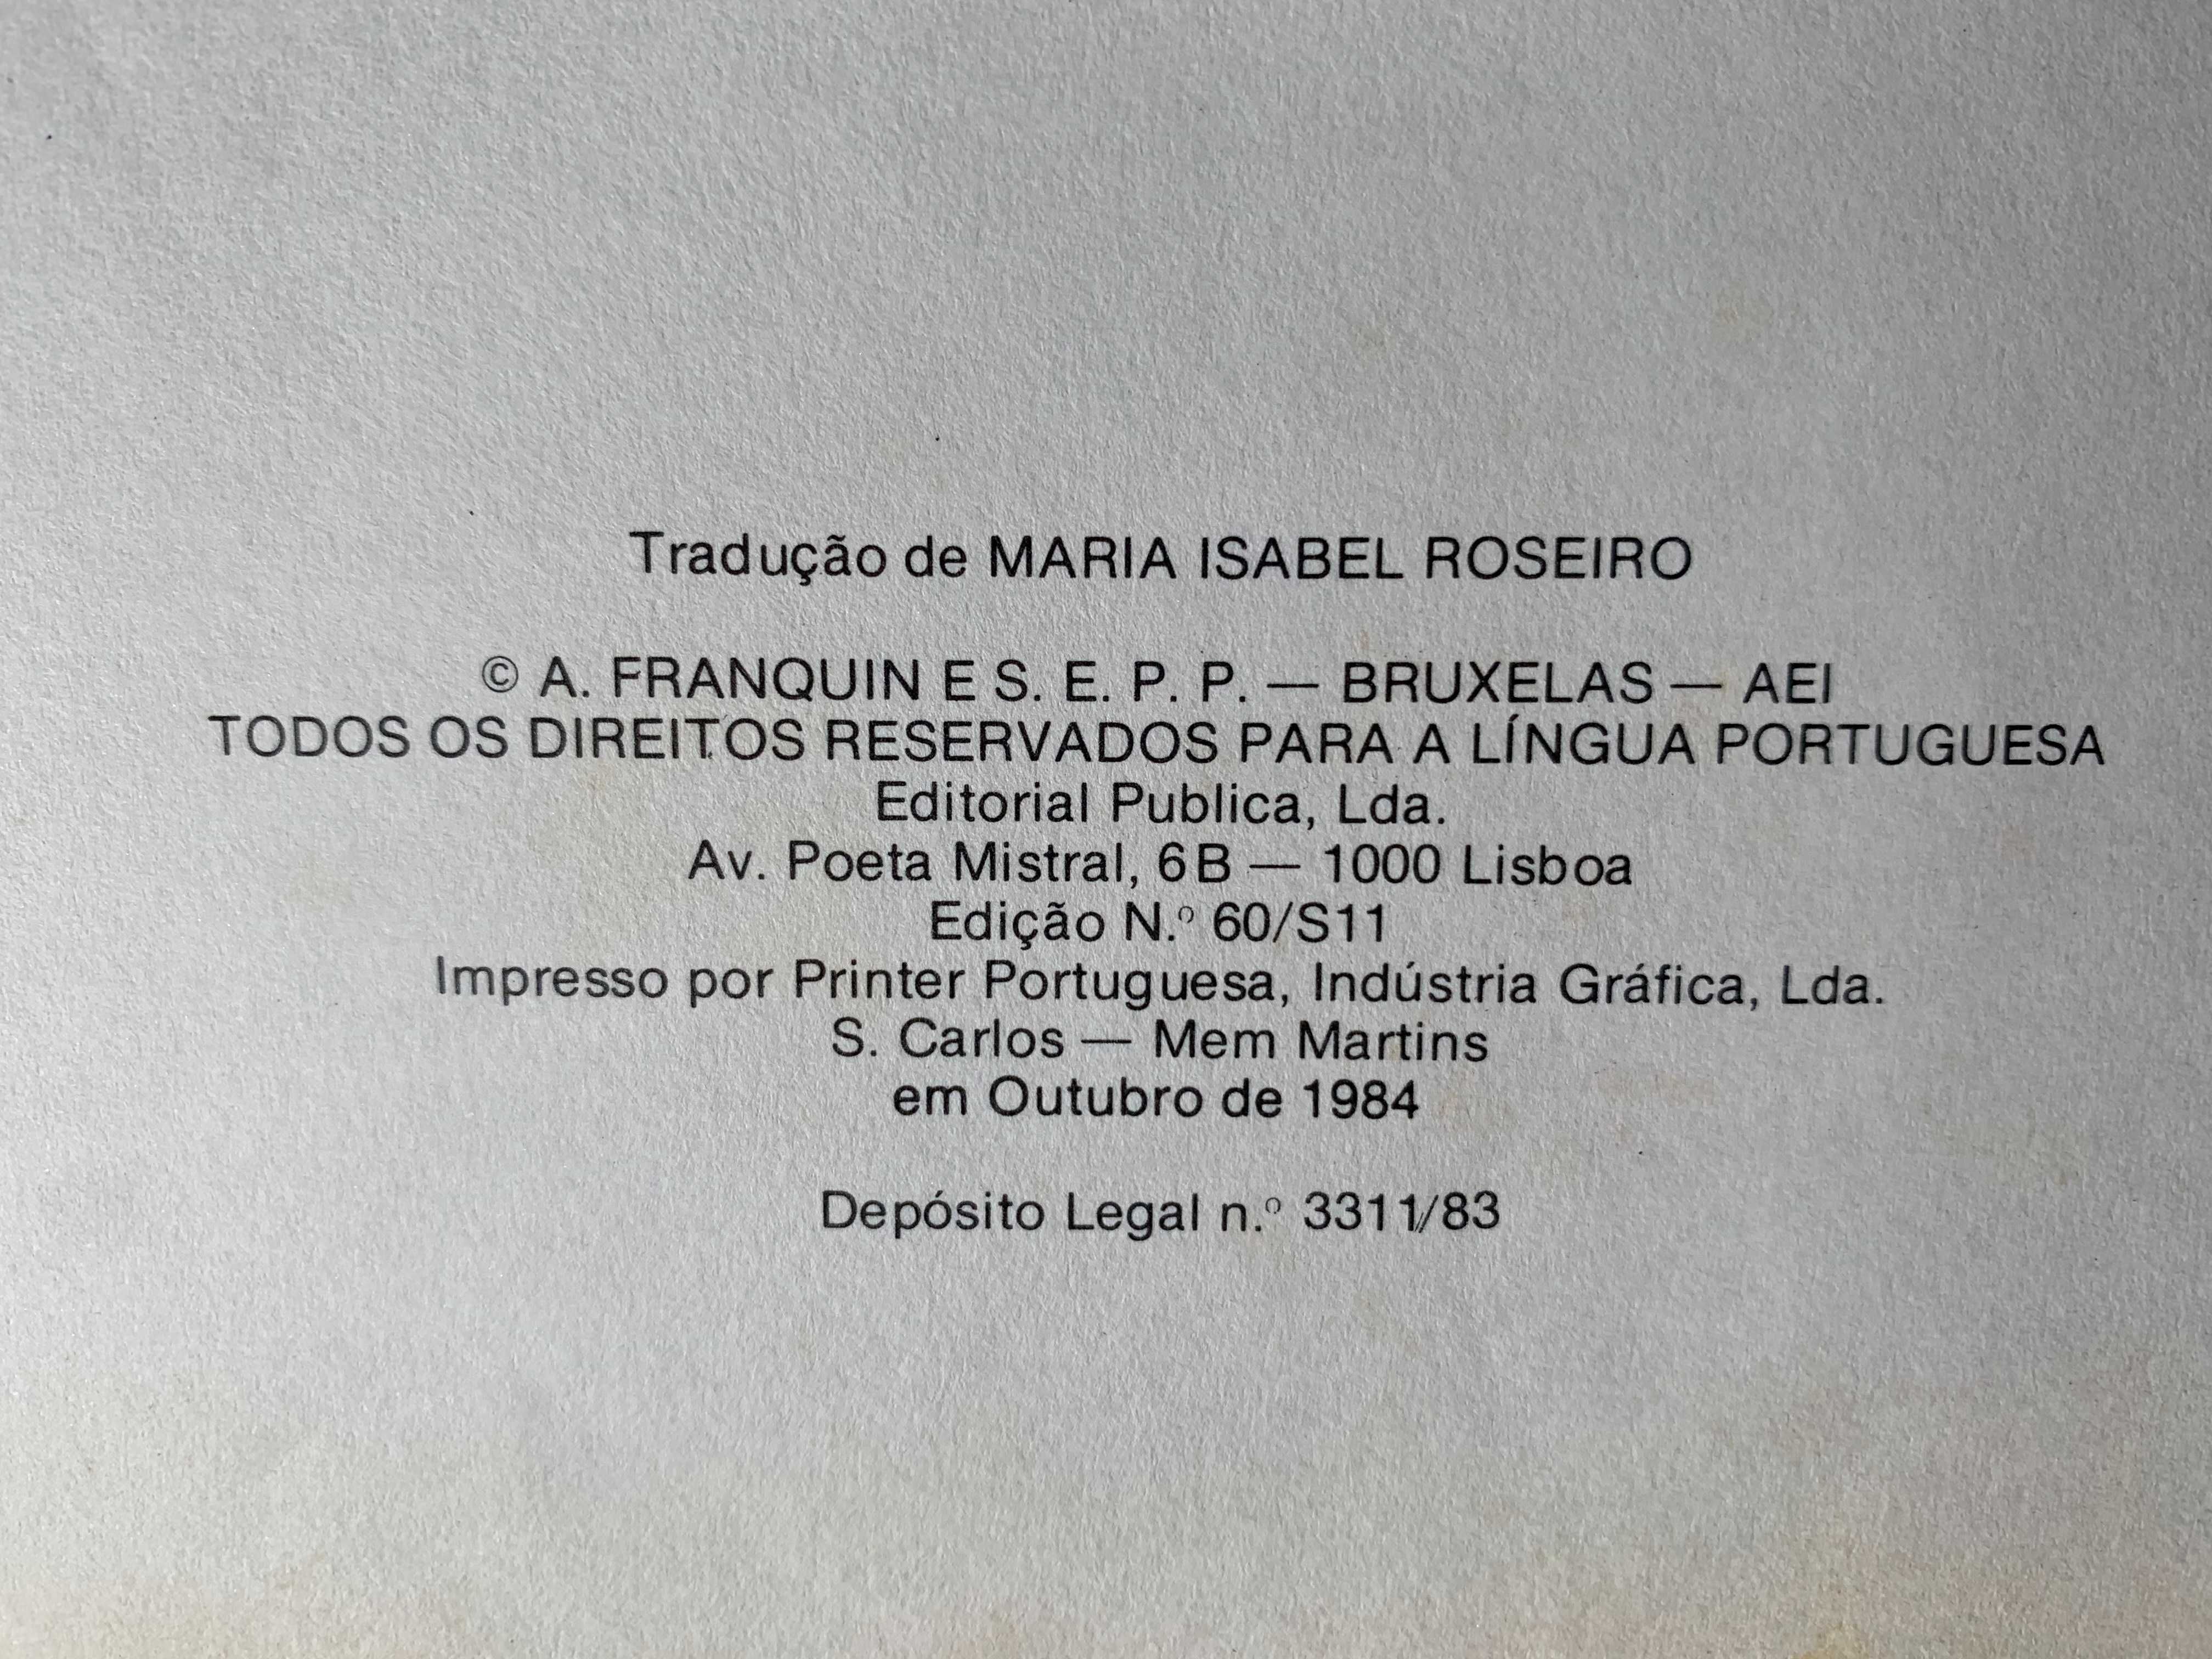 Tradução de MARIA ISABEL ROSEIRO
© A. FRANQUIN E S. E. P. P. — BRUXELAS — AEI
TODOS OS DIREITOS RESERVADOS PARA A LÍNGUA PORTUGUESA
Editorial Publica, Lda.
Av. Poeta Mistral, 6B — 1000 Lisboa
Edição N.º 60/S11
Impresso por Printer Portuguesa, Indústria Gráfica, Lda.
S. Carlos — Mem Martins
em Outubro de 1984
Depósito Legal n.º 3311/83